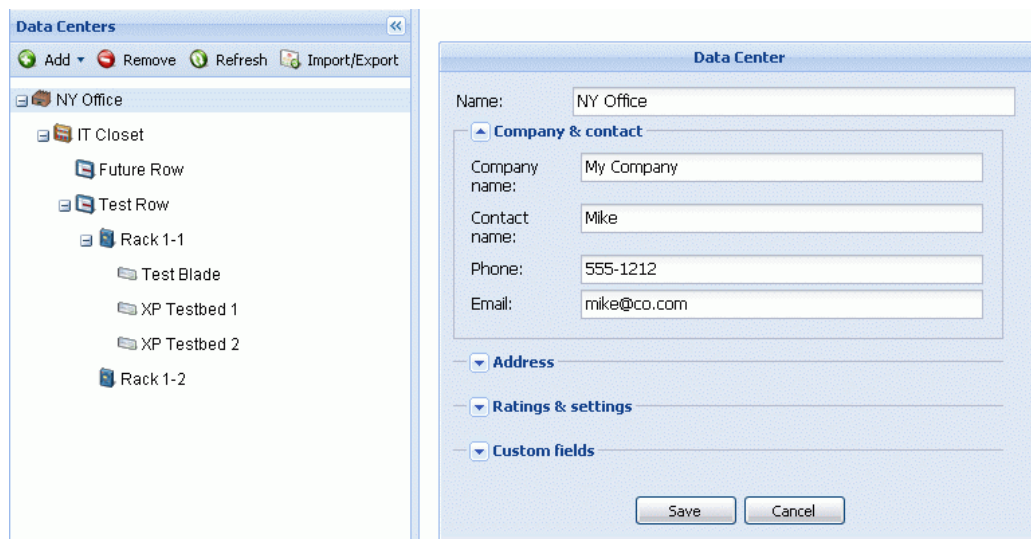 Data Centers
Add Remove Refresh Import/Export
NY Office
IT Closet
Future Row
Test Row
Rack 1-1
Test Blade
XP Testbed 1
XP Testbed 2
Rack 1-2
Data Center
Name: NY Office
Company & contact
Company name: My Company
Contact name: Mike
Phone: 555-1212
Email: mike@co.com
Address
Ratings & settings
Custom fields
Save Cancel